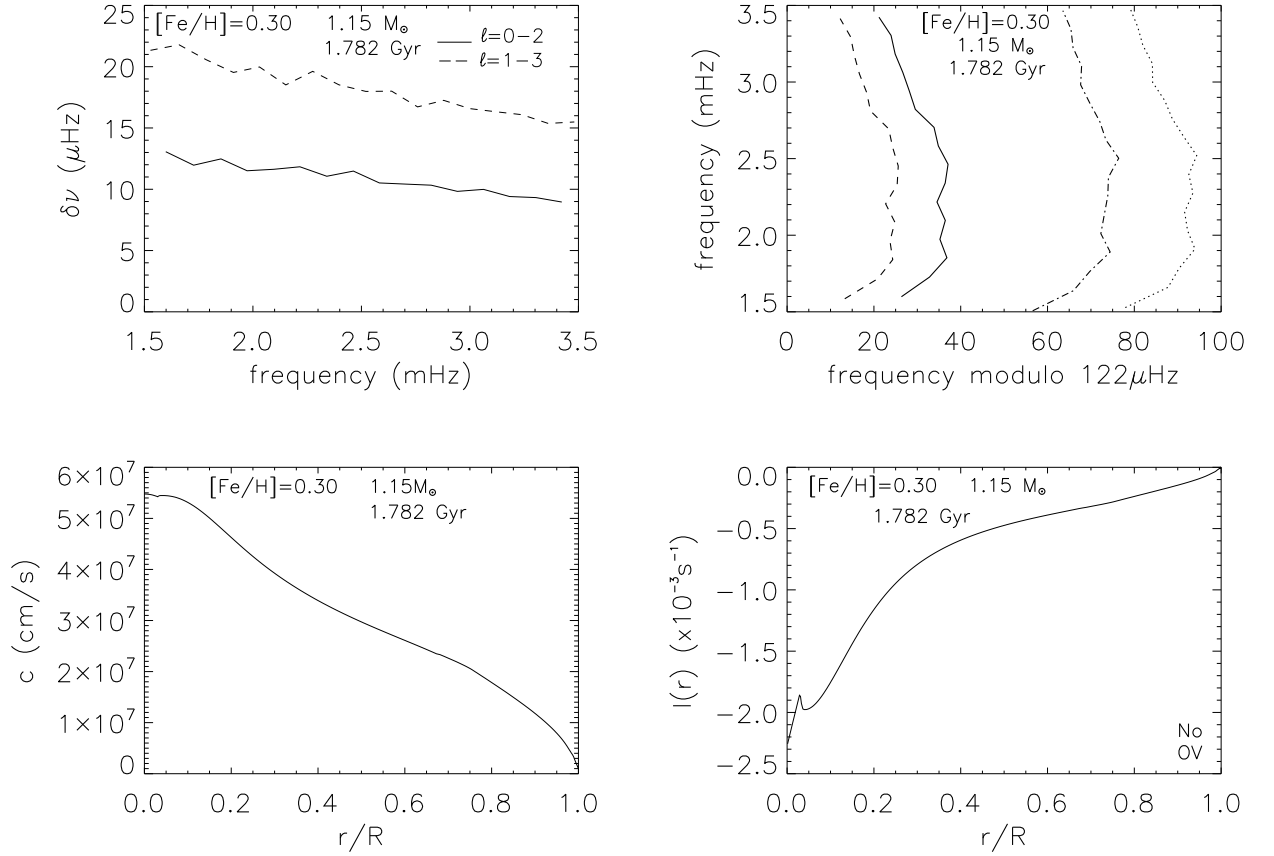 [Fe/H]=0.30 1.15 M⊙
1.782 Gyr
ℓ=0−2
ℓ=1−3
25
20
15
10
5
0
δν (μHz)
1.5 2.0 2.5 3.0 3.5
frequency (mHz)
[Fe/H]=0.30
1.15 M⊙
1.782 Gyr
3.5
3.0
2.5
2.0
1.5
frequency (mHz)
0 20 40 60 80 100
frequency modulo 122μHz
[Fe/H]=0.30 1.15M⊙
1.782 Gyr
6×10⁷
5×10⁷
4×10⁷
3×10⁷
2×10⁷
1×10⁷
0
c (cm/s)
0.0 0.2 0.4 0.6 0.8 1.0
r/R
[Fe/H]=0.30 1.15 M⊙
1.782 Gyr
0.0
−0.5
−1.0
−1.5
−2.0
−2.5
I(r) (x10⁻³s⁻¹)
No
OV
0.0 0.2 0.4 0.6 0.8 1.0
r/R